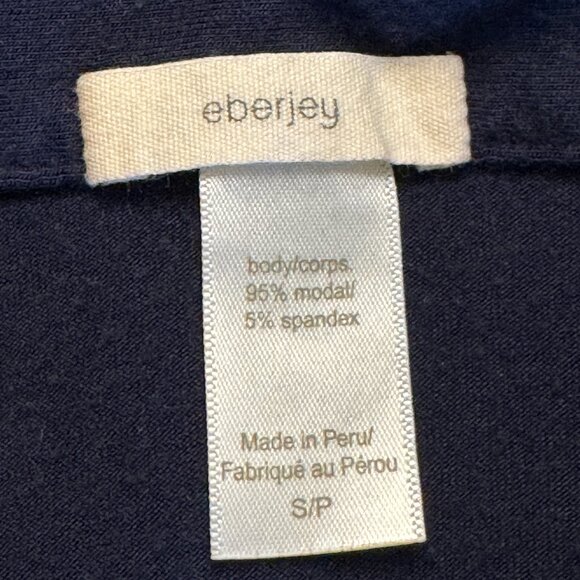 eberjey
body/corps.
95% modal/
5% spandex
Made in Peru/
Fabriqué au Pérou
S/P